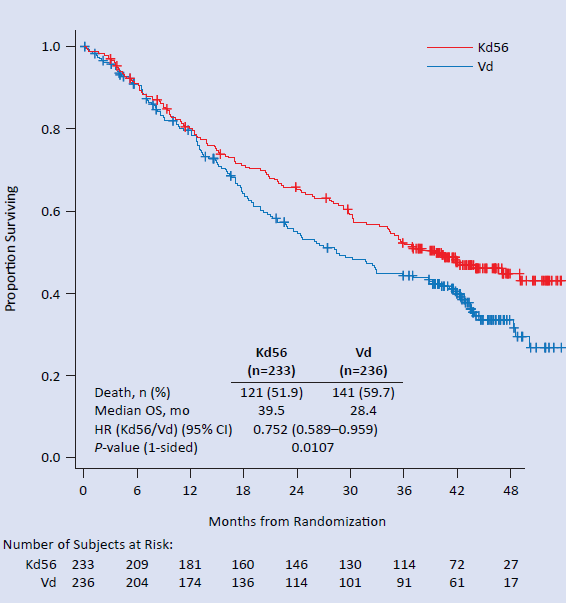 1.0
0.8
0.6
0.4
0.2
0.0
Proportion Surviving
Kd56
Vd
Kd56 Vd
(n=233) (n=236)
Death, n (%) 121 (51.9) 141 (59.7)
Median OS, mo 39.5 28.4
HR (Kd56/Vd) (95% CI) 0.752 (0.589–0.959)
P-value (1-sided) 0.0107
0 6 12 18 24 30 36 42 48
Months from Randomization
Number of Subjects at Risk:
Kd56 233 209 181 160 146 130 114 72 27
Vd 236 204 174 136 114 101 91 61 17